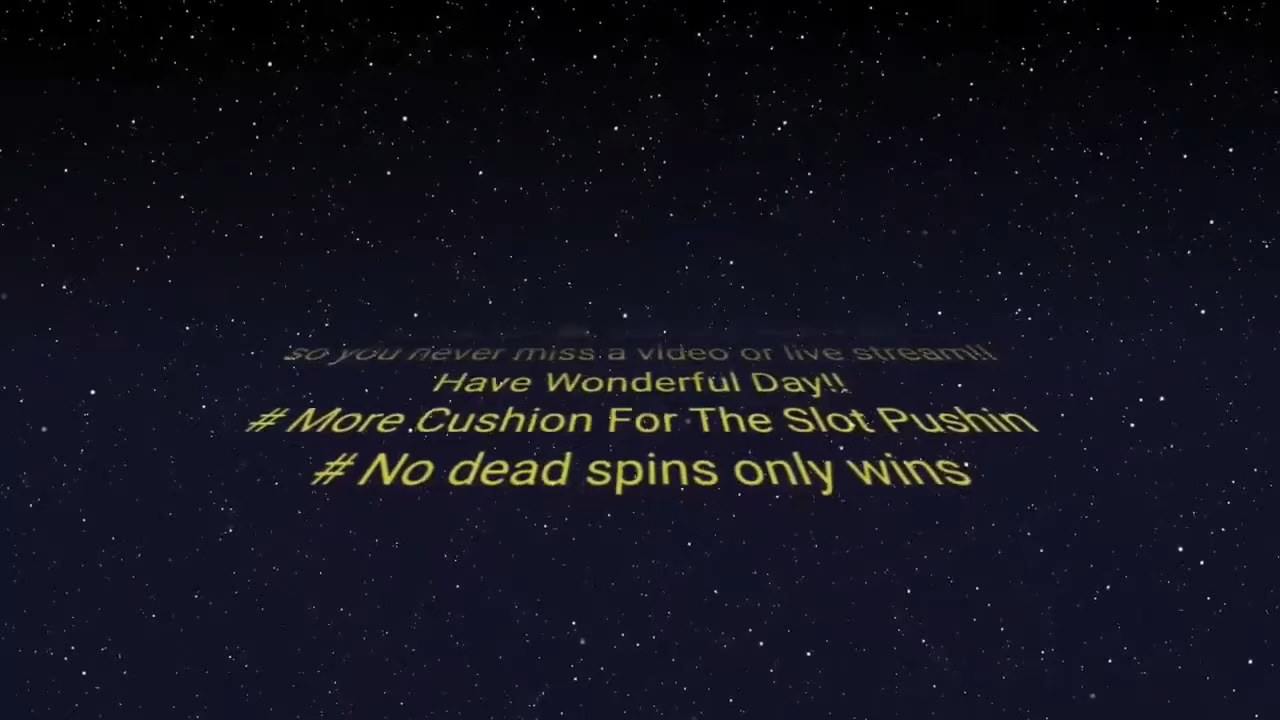 so you never miss a video or live stream!!
Have Wonderful Day!!
# More Cushion For The Slot Pushin
# No dead spins only wins